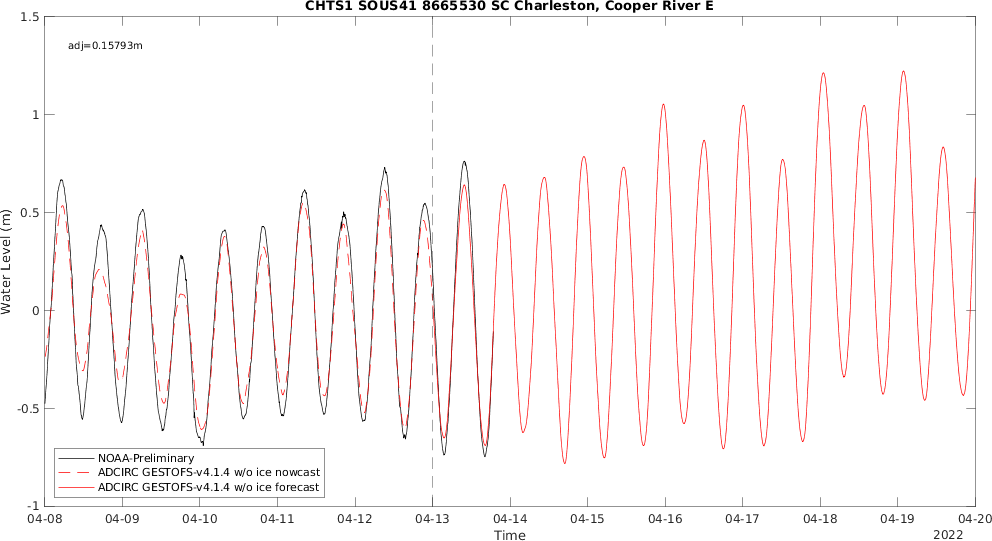 CHTS1 SOUS41 8665530 SC Charleston, Cooper River E
1.5
adj=0.15793m
1
0.5
Water Level (m)
0
-0.5
NOAA-Preliminary
ADCIRC GESTOFS-v4.1.4 w/o ice nowcast
ADCIRC GESTOFS-v4.1.4 w/o ice forecast
-1
04-08 04-09 04-10 04-11 04-12 04-13 04-14 04-15 04-16 04-17 04-18 04-19 04-20
Time
2022